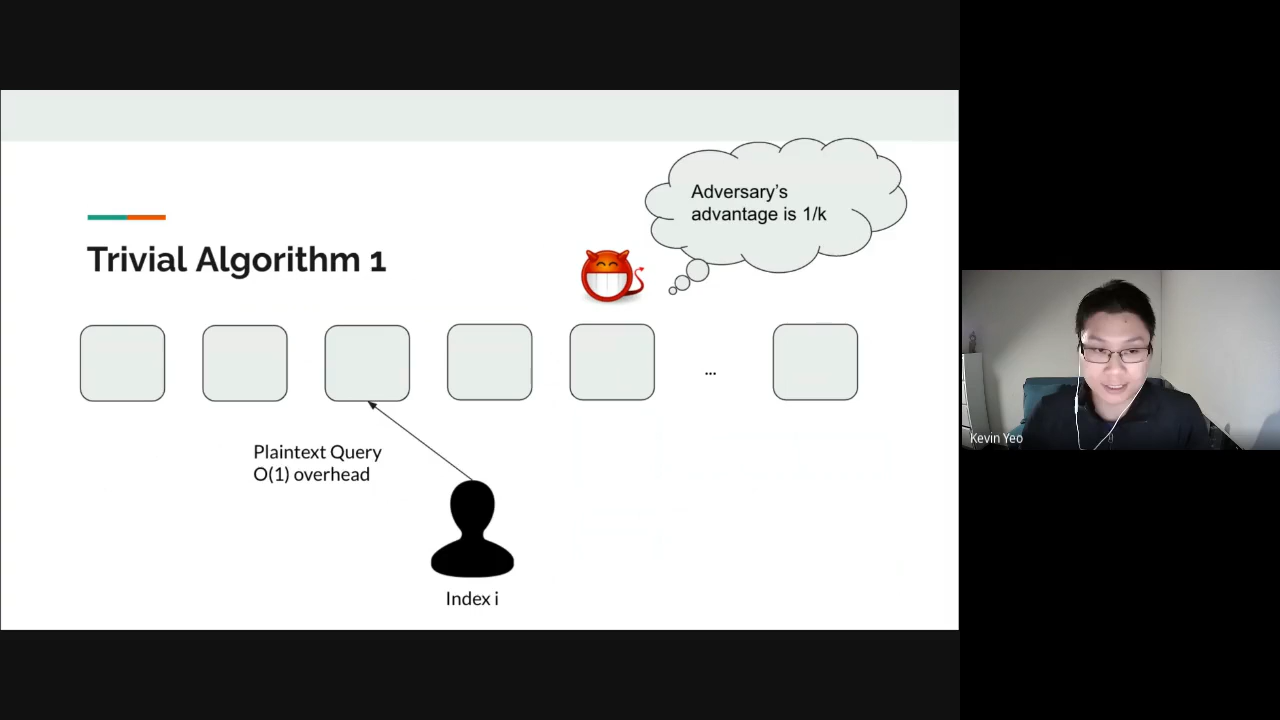 Adversary's
advantage is 1/k
Trivial Algorithm 1
...
Plaintext Query
O(1) overhead
Index i
Kevin Yeo